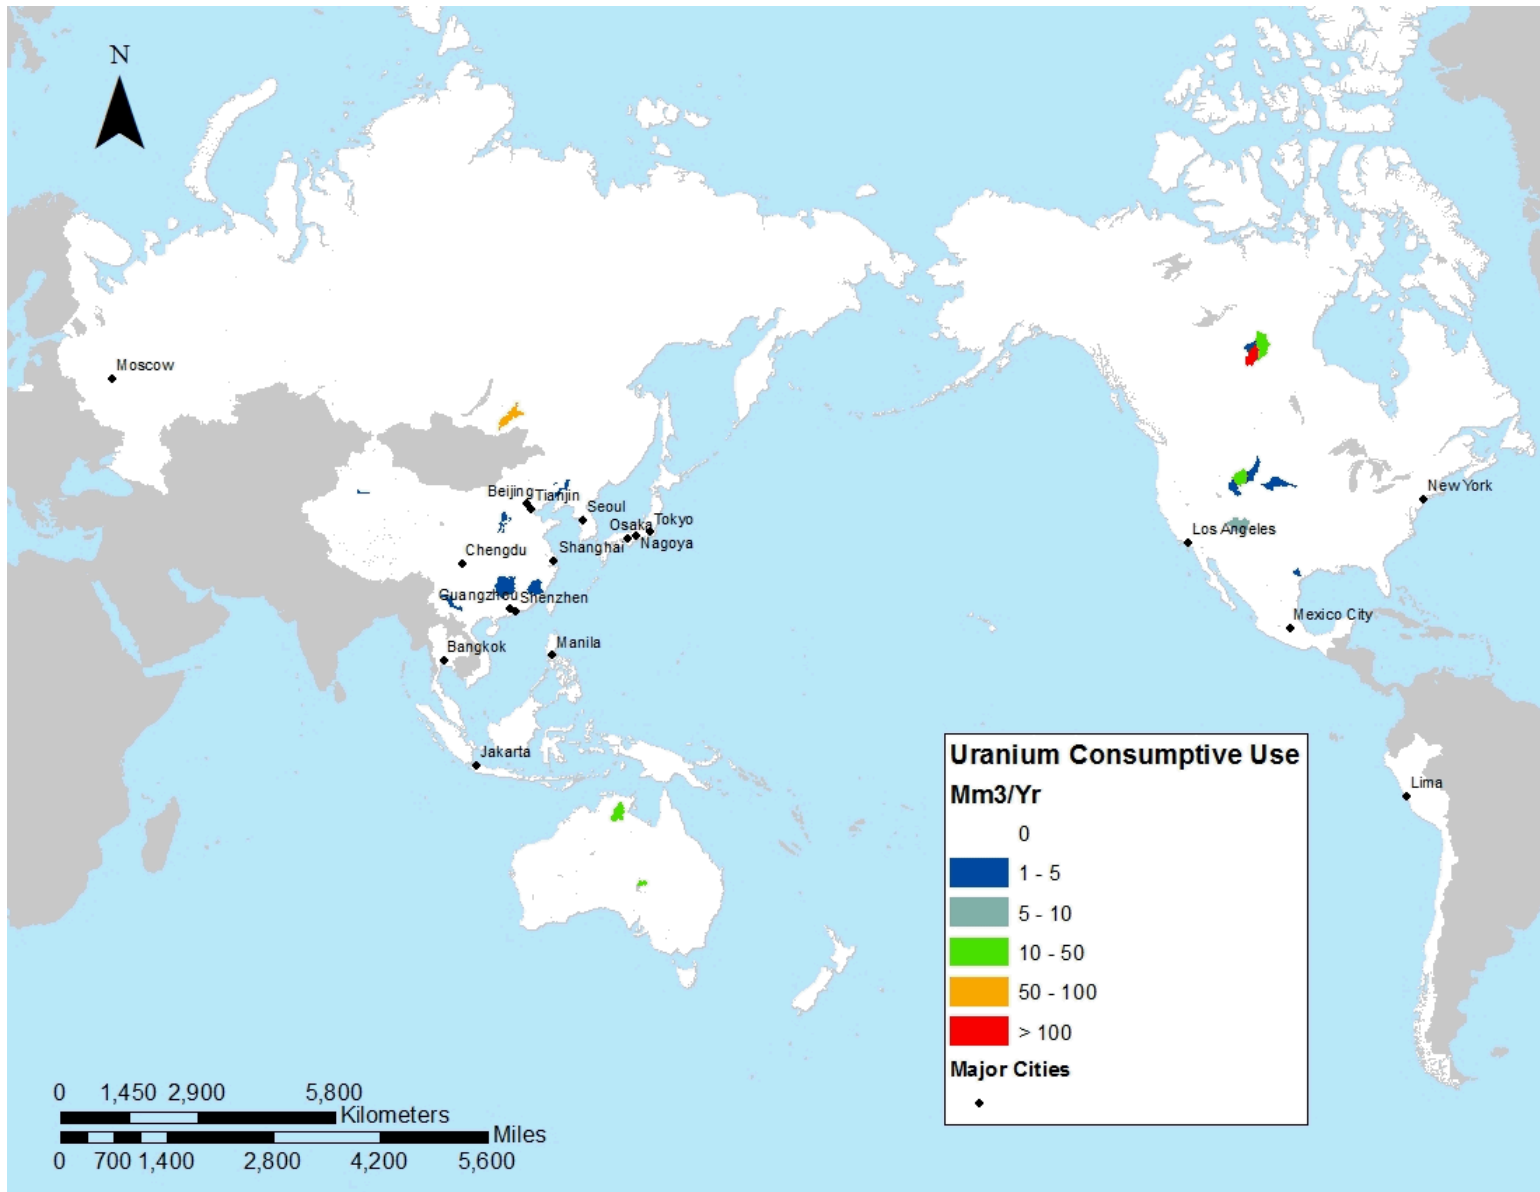 N
Moscow
Beijing
Tianjin
Seoul
Osaka
Tokyo
Nagoya
Chengdu
Shanghai
Guangzhou
Shenzhen
Bangkok
Manila
Jakarta
New York
Los Angeles
Mexico City
Lima
Uranium Consumptive Use
Mm3/Yr
0
1 - 5
5 - 10
10 - 50
50 - 100
> 100
Major Cities
0 1,450 2,900 5,800
Kilometers
Miles
0 700 1,400 2,800 4,200 5,600